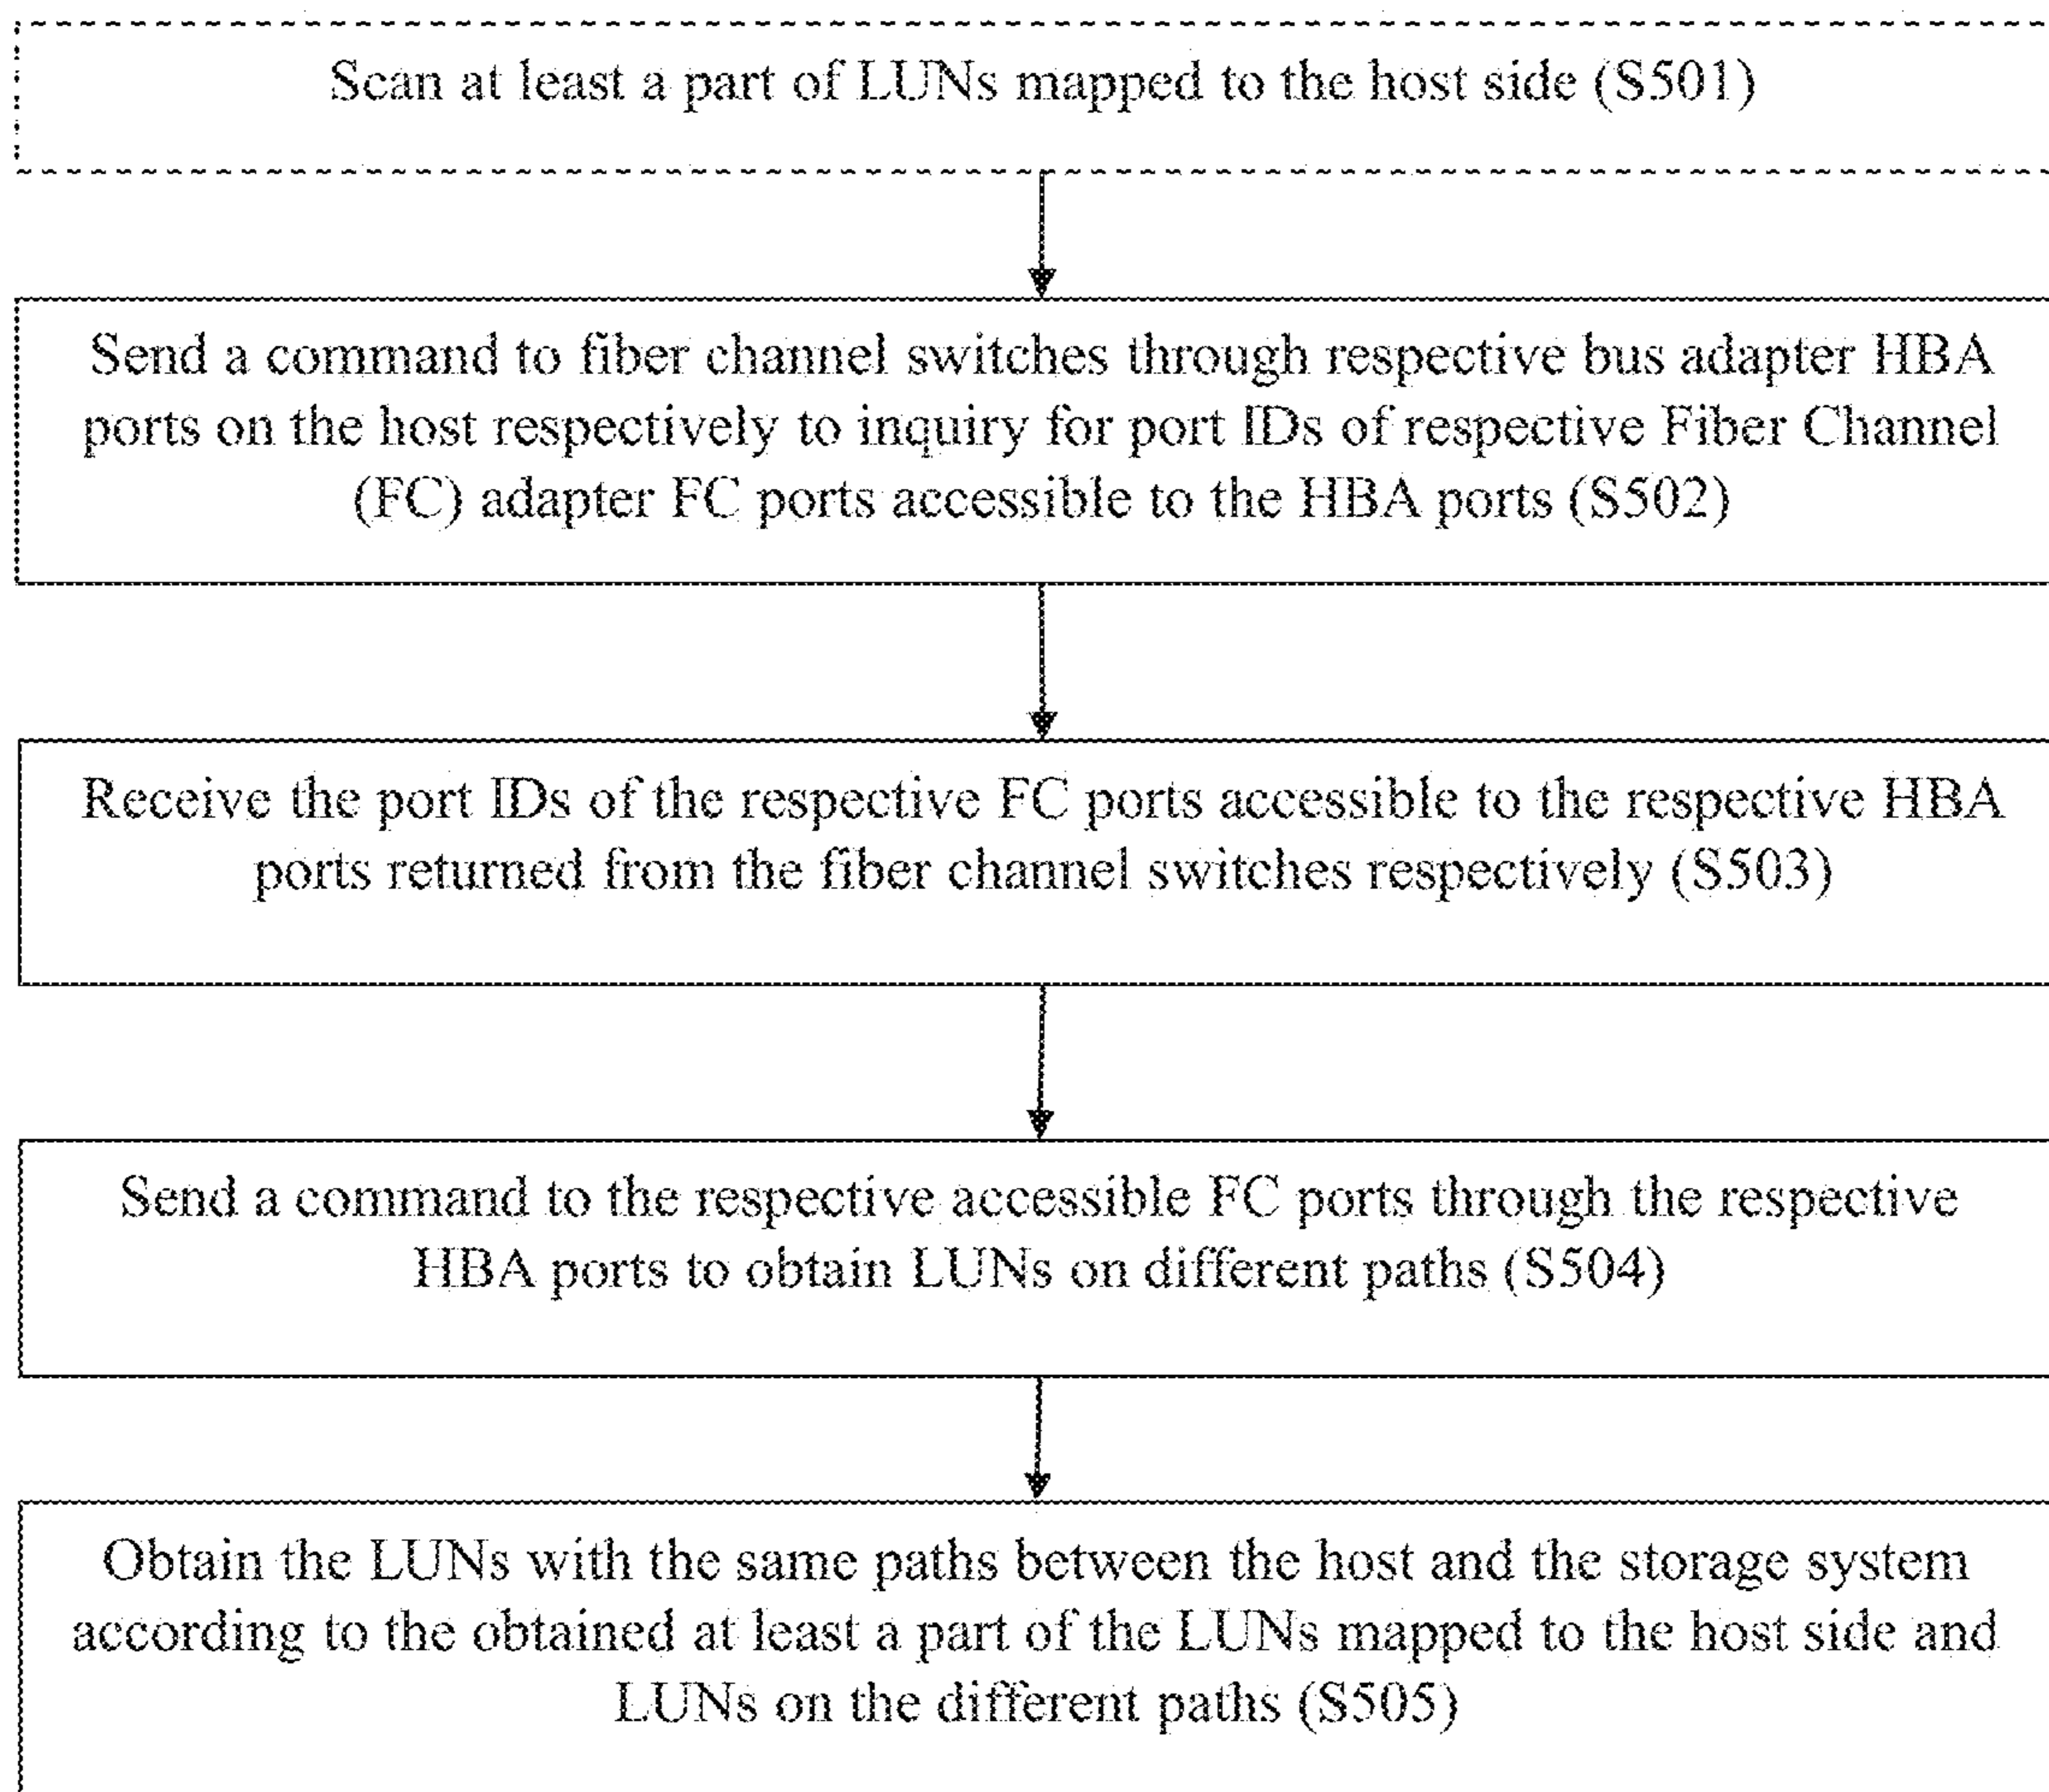 Scan at least a part of LUNs mapped to the host side (S501)
Send a command to fiber channel switches through respective bus adapter HBA
ports on the host respectively to inquiry for port IDs of respective Fiber Channel
(FC) adapter FC ports accessible to the HBA ports (S502)
Receive the port IDs of the respective FC ports accessible to the respective HBA
ports returned from the fiber channel switches respectively (S503)
Send a command to the respective accessible FC ports through the respective
HBA ports to obtain LUNs on different paths (S504)
Obtain the LUNs with the same paths between the host and the storage system
according to the obtained at least a part of the LUNs mapped to the host side and
LUNs on the different paths (S505)